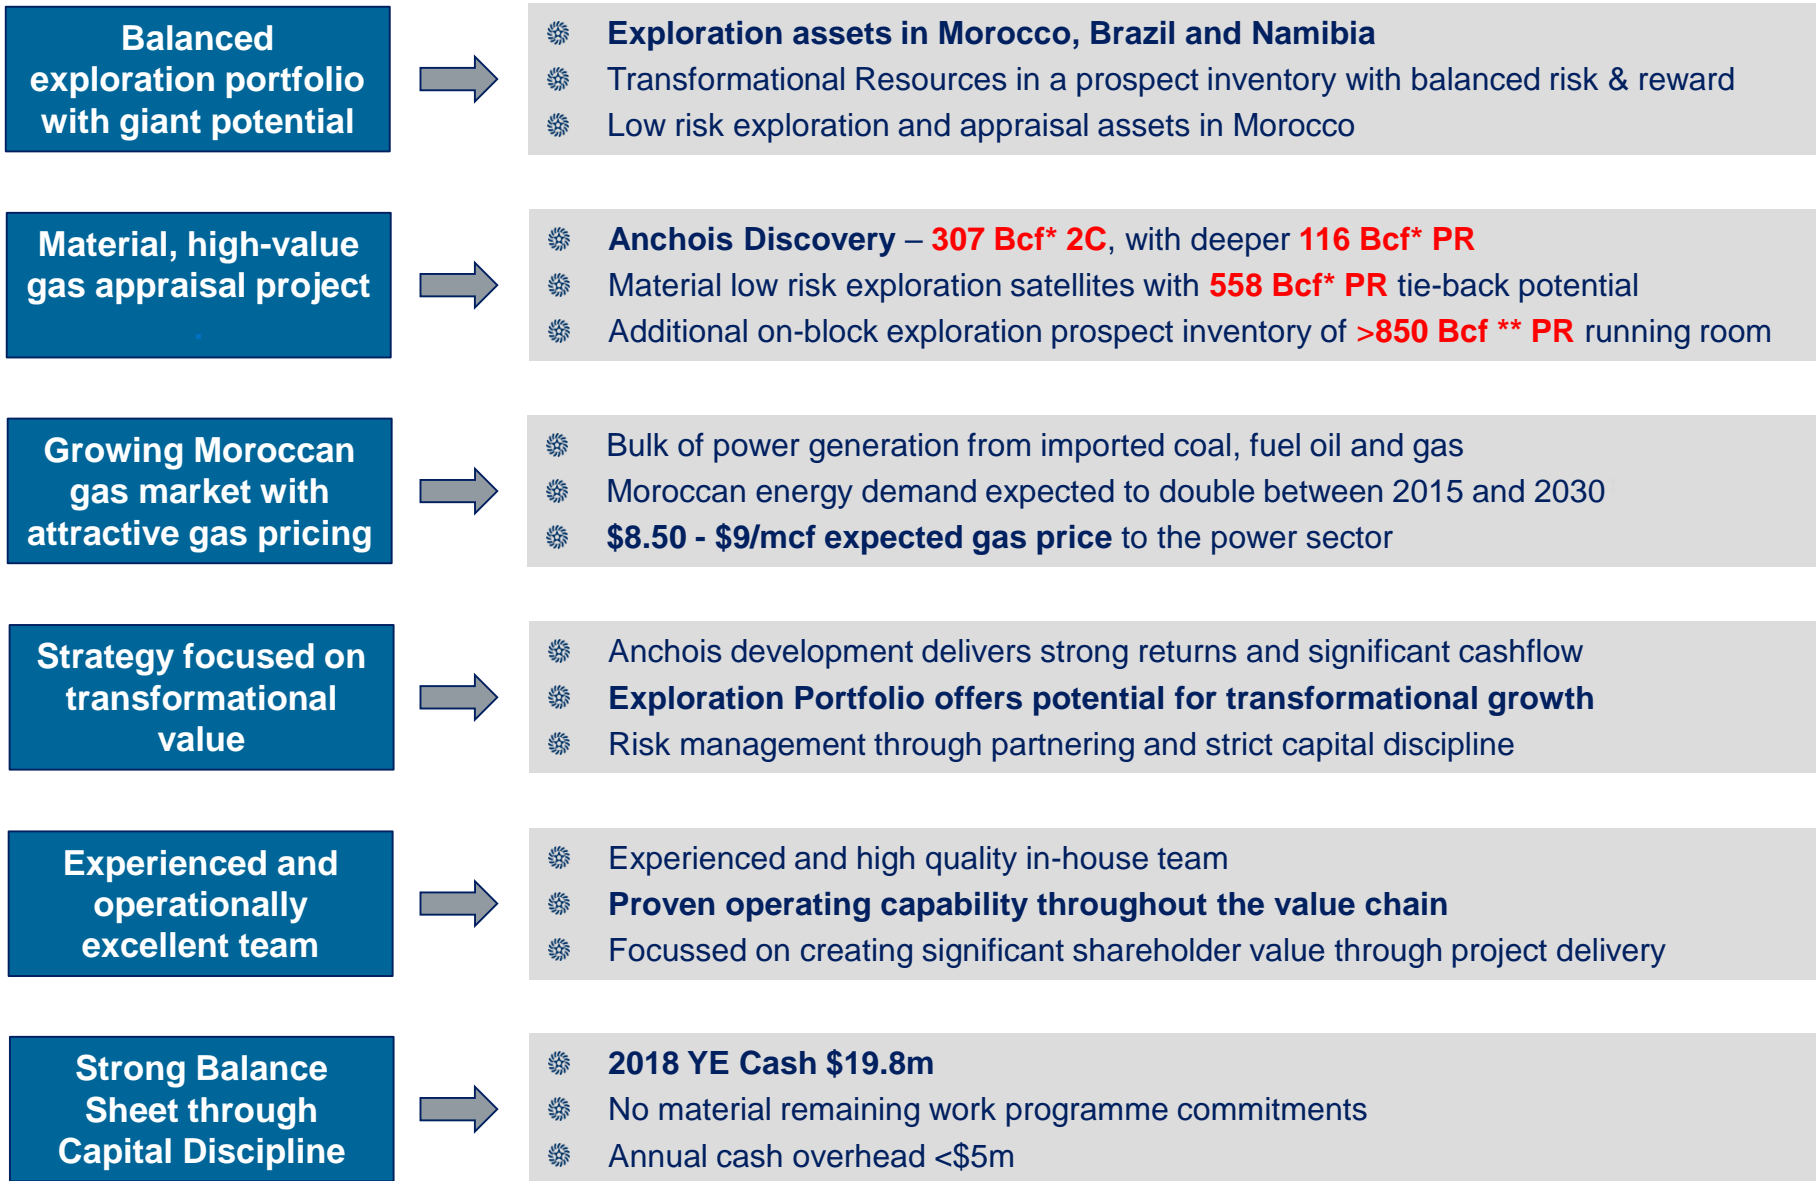 Balanced
exploration portfolio
with giant potential
Exploration assets in Morocco, Brazil and Namibia
Transformational Resources in a prospect inventory with balanced risk & reward
Low risk exploration and appraisal assets in Morocco
Material, high-value
gas appraisal project
.
Anchois Discovery – 307 Bcf* 2C, with deeper 116 Bcf* PR
Material low risk exploration satellites with 558 Bcf* PR tie-back potential
Additional on-block exploration prospect inventory of >850 Bcf ** PR running room
Growing Moroccan
gas market with
attractive gas pricing
Bulk of power generation from imported coal, fuel oil and gas
Moroccan energy demand expected to double between 2015 and 2030
$8.50 - $9/mcf expected gas price to the power sector
Strategy focused on
transformational
value
Anchois development delivers strong returns and significant cashflow
Exploration Portfolio offers potential for transformational growth
Risk management through partnering and strict capital discipline
Experienced and
operationally
excellent team
Experienced and high quality in-house team
Proven operating capability throughout the value chain
Focussed on creating significant shareholder value through project delivery
Strong Balance
Sheet through
Capital Discipline
2018 YE Cash $19.8m
No material remaining work programme commitments
Annual cash overhead <$5m